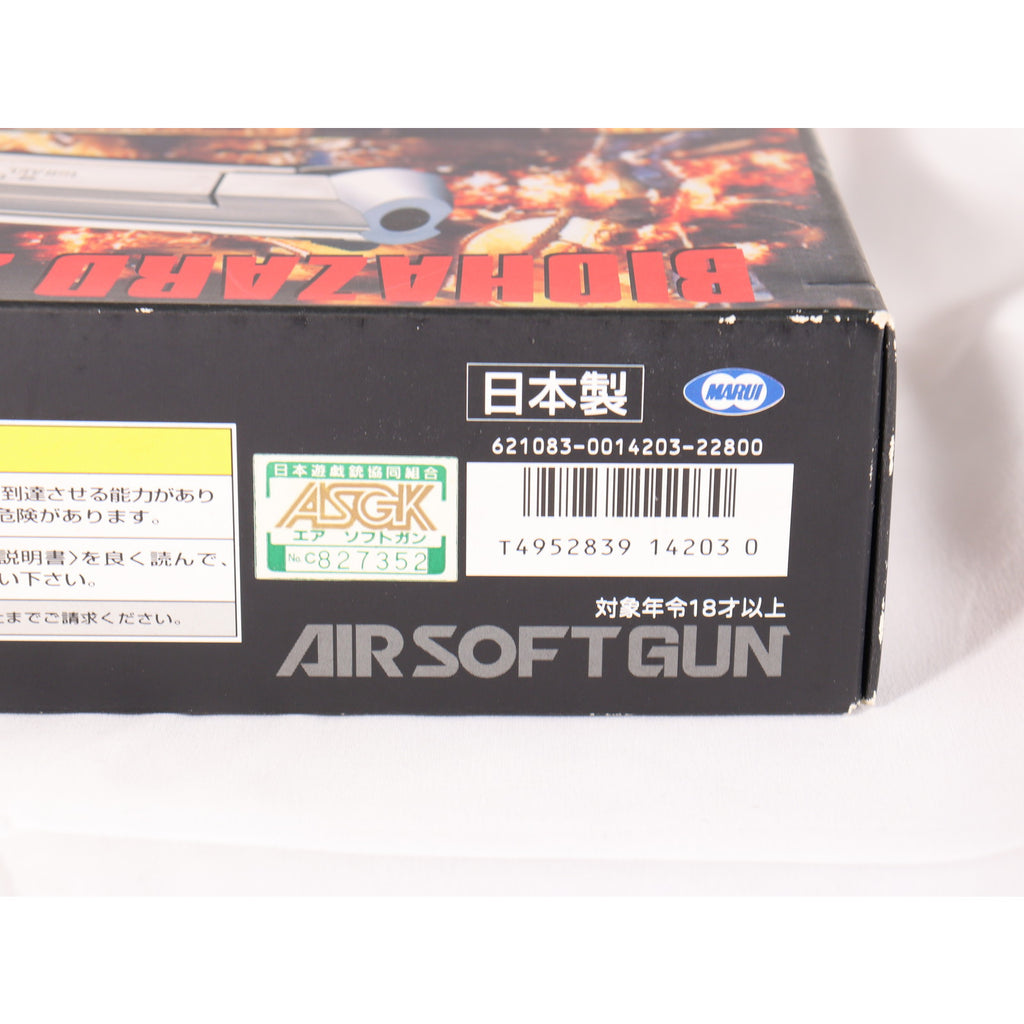 BIOHAZARD
日本製
MARUI
621083-0014203-22800
T4952839 14203 0
日本遊戯銃協同組合
ASGK
エア ソフトガン
No.C827352
到達させる能力があり
危険があります。
説明書〉を良く読んで、
い下さい。
までご請求ください。
対象年令18才以上
AIRSOFTGUN